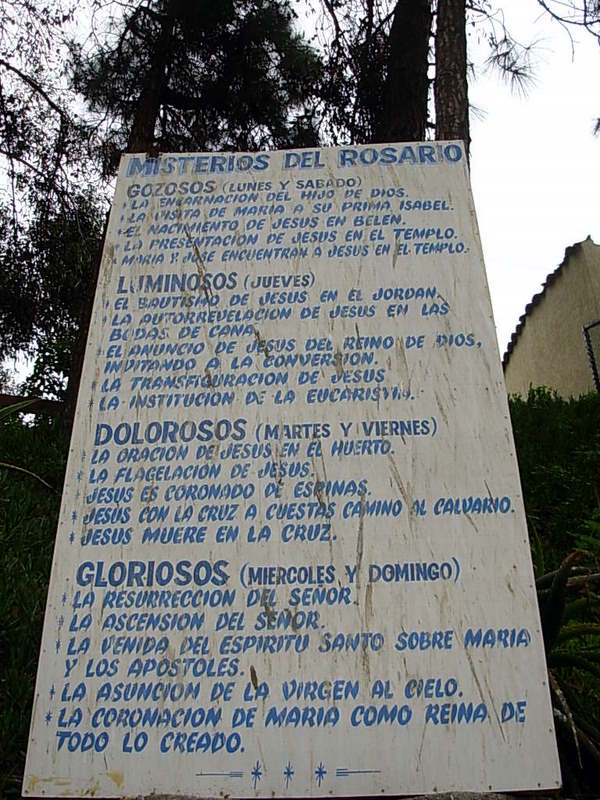 MISTERIOS DEL ROSARIO
GOZOSOS (LUNES Y SABADO)
* LA ENCARNACION DEL HIJO DE DIOS.
* LA VISITA DE MARIA A SU PRIMA ISABEL.
* EL NACIMIENTO DE JESUS EN BELEN.
* LA PRESENTACION DE JESUS EN EL TEMPLO.
* MARIA Y JOSE ENCUENTRAN A JESUS EN EL TEMPLO.
LUMINOSOS (JUEVES)
* EL BAUTISMO DE JESUS EN EL JORDAN.
* LA AUTORREVELACION DE JESUS EN LAS
BODAS DE CANA.
* EL ANUNCIO DE JESUS DEL REINO DE DIOS,
INVITANDO A LA CONVERSION.
* LA TRANSFIGURACION DE JESUS
* LA INSTITUCION DE LA EUCARISTIA.
DOLOROSOS (MARTES Y VIERNES)
* LA ORACION DE JESUS EN EL HUERTO.
* LA FLAGELACION DE JESUS.
* JESUS ES CORONADO DE ESPINAS.
* JESUS CON LA CRUZ A CUESTAS CAMINO AL CALVARIO.
* JESUS MUERE EN LA CRUZ.
GLORIOSOS (MIERCOLES Y DOMINGO)
* LA RESURRECCION DEL SEÑOR.
* LA ASCENSION DEL SEÑOR.
* LA VENIDA DEL ESPIRITU SANTO SOBRE MARIA
Y LOS APOSTOLES.
* LA ASUNCION DE LA VIRGEN AL CIELO.
* LA CORONACION DE MARIA COMO REINA DE
TODO LO CREADO.